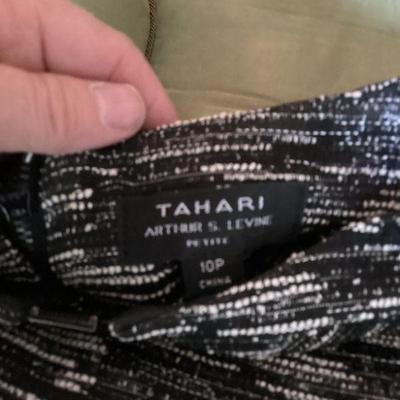 TAHARI
ARTHUR S. LEVINE
PETITE
10P
CHINA